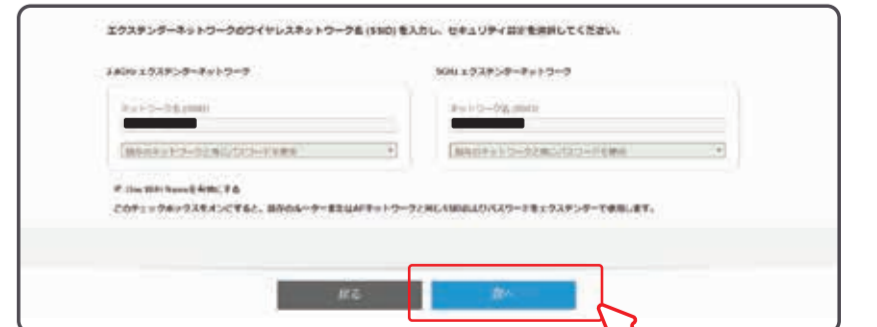 エクステンダーネットワークのワイヤレスネットワーク名 (SSID) を入力し、セキュリティ設定を選択してください。
2.4GHz エクステンダーネットワーク
5GHz エクステンダーネットワーク
ネットワーク名 (SSID)
ネットワーク名 (SSID)
既存のネットワークと同じパスワードを使用
既存のネットワークと同じパスワードを使用
One WiFi Nameを有効にする
このチェックボックスをオンにすると、既存のルーターまたはAPネットワークと同じSSIDおよびパスワードをエクステンダーで使用します。
戻る
次へ